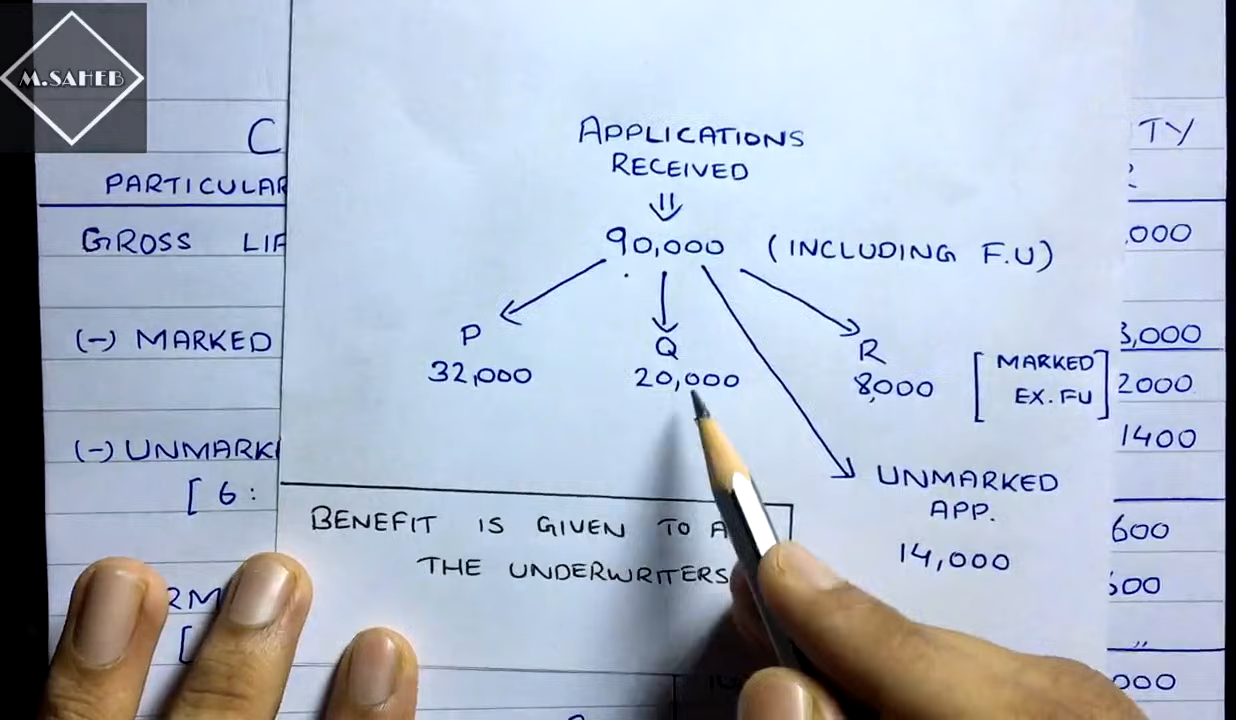 M.SAHEB
C
TY
PARTICULAR
GROSS LIF
,000
(-) MARKED
3,000
2000
(-) UNMARK
1400
[ 6 :
600
500
[
000
APPLICATIONS
RECEIVED
90,000 (INCLUDING F.U)
P
Q
R
32,000
20,000
8,000
[ MARKED
EX. FU ]
UNMARKED
APP.
14,000
BENEFIT IS GIVEN TO A
THE UNDERWRITERS